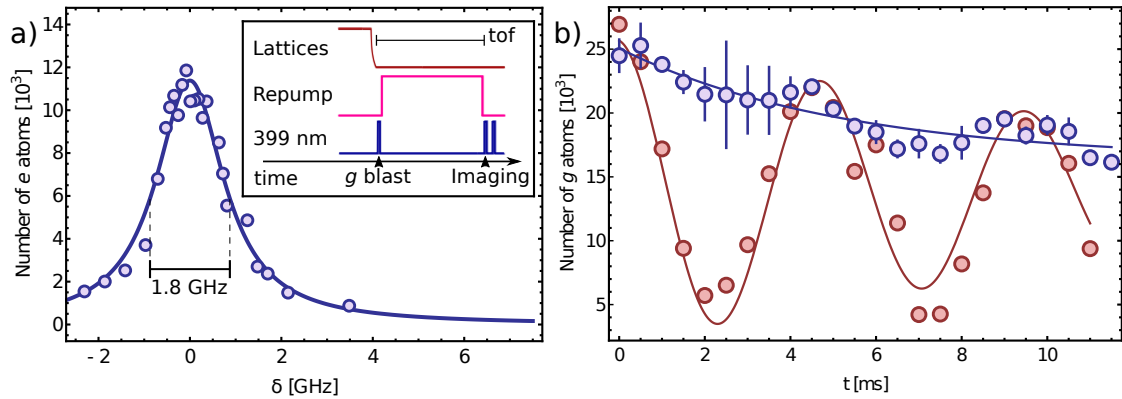 a)
Number of e atoms [10³]
14
12
10
8
6
4
2
0
- 2
0
2
4
6
δ [GHz]
1.8 GHz
Lattices
tof
Repump
399 nm
time
g blast
Imaging
b)
Number of g atoms [10³]
25
20
15
10
5
0
2
4
6
8
10
t [ms]